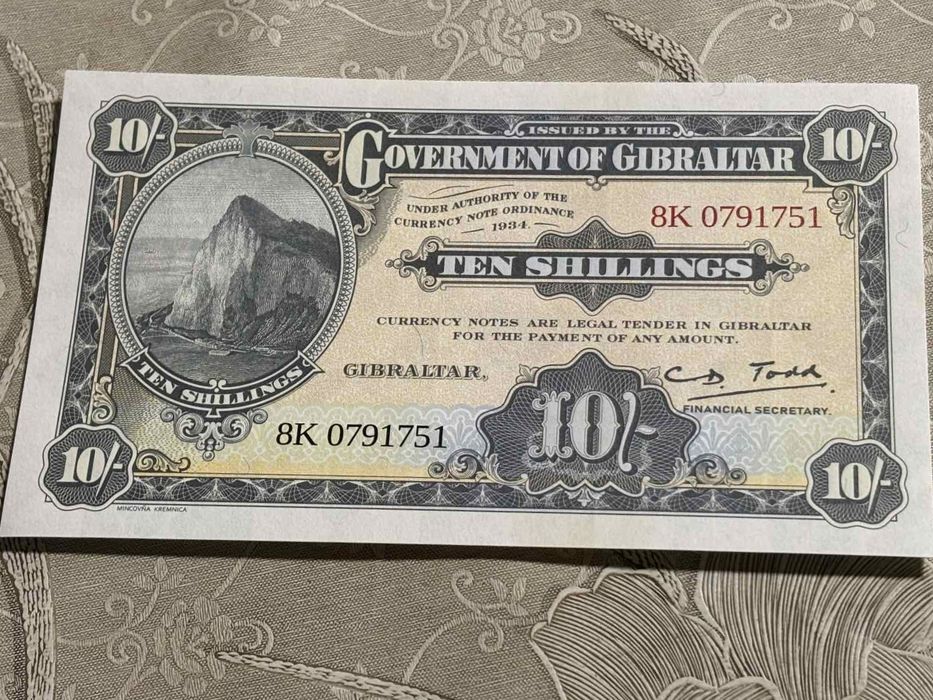 10/-
ISSUED BY THE
10/-
GOVERNMENT OF GIBRALTAR
UNDER AUTHORITY OF THE
CURRENCY NOTE ORDINANCE
1934.
8K 0791751
TEN SHILLINGS
CURRENCY NOTES ARE LEGAL TENDER IN GIBRALTAR
FOR THE PAYMENT OF ANY AMOUNT.
GIBRALTAR,
C D. Todd
TEN SHILLINGS
FINANCIAL SECRETARY.
8K 0791751
10/-
10/-
10/-
MINCOVŇA KREMNICA